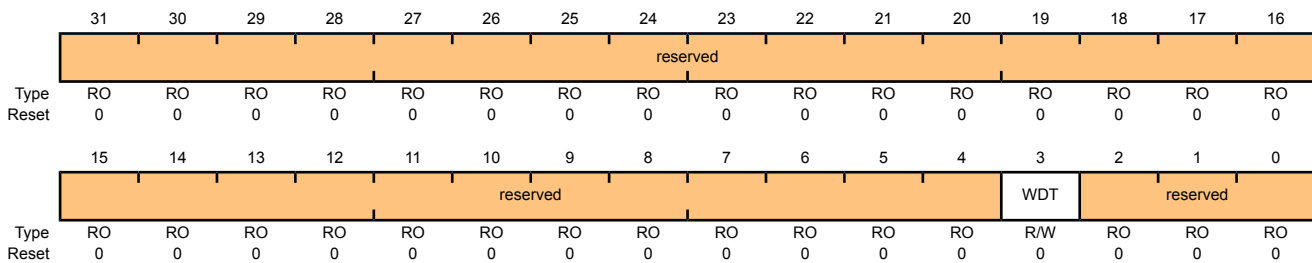 31 30 29 28 27 26 25 24 23 22 21 20 19 18 17 16
reserved
Type RO RO RO RO RO RO RO RO RO RO RO RO RO RO RO RO
Reset 0 0 0 0 0 0 0 0 0 0 0 0 0 0 0 0
15 14 13 12 11 10 9 8 7 6 5 4 3 2 1 0
reserved WDT reserved
Type RO RO RO RO RO RO RO RO RO RO RO RO R/W RO RO RO
Reset 0 0 0 0 0 0 0 0 0 0 0 0 0 0 0 0